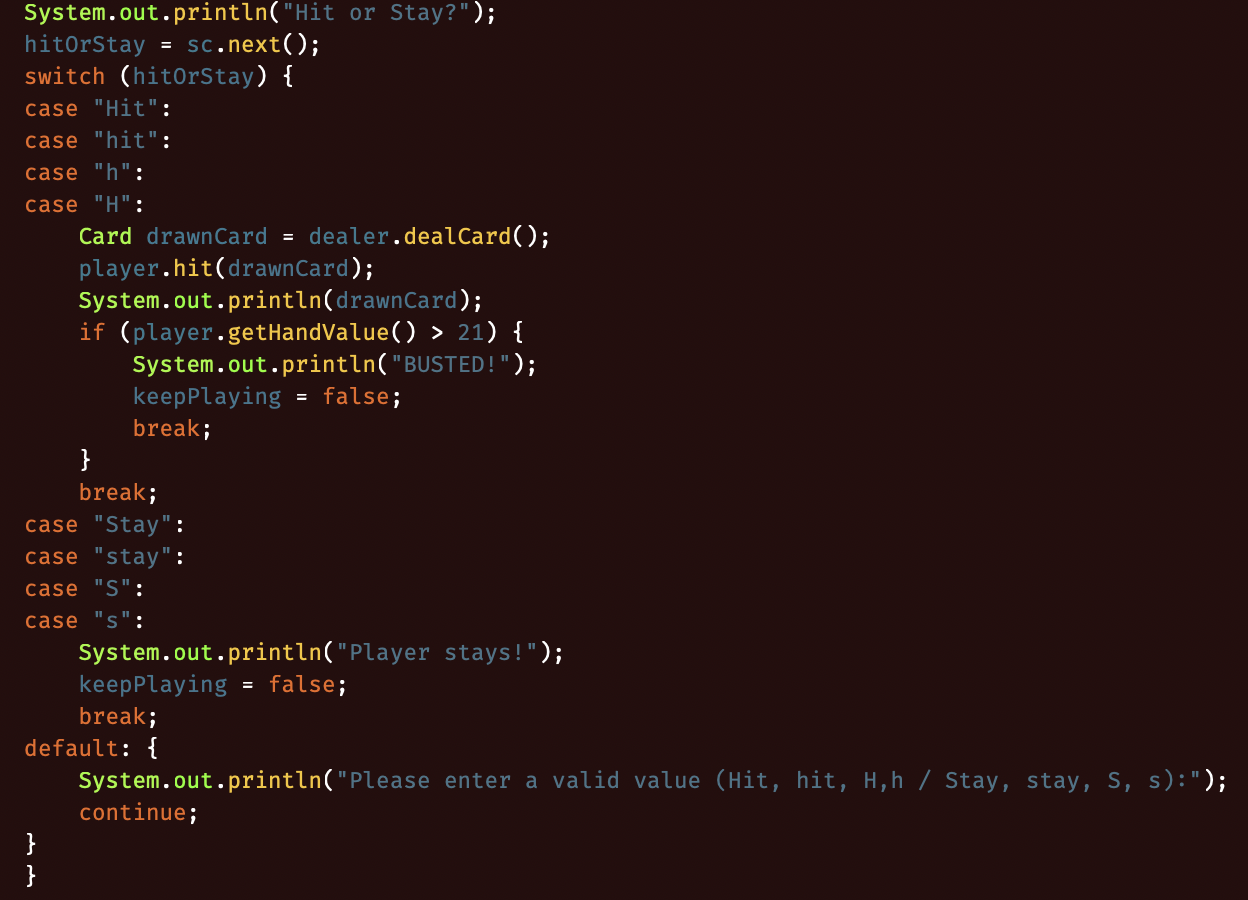 System.out.println("Hit or Stay?");
hitOrStay = sc.next();
switch (hitOrStay) {
case "Hit":
case "hit":
case "h":
case "H":
    Card drawnCard = dealer.dealCard();
    player.hit(drawnCard);
    System.out.println(drawnCard);
    if (player.getHandValue() > 21) {
        System.out.println("BUSTED!");
        keepPlaying = false;
        break;
    }
    break;
case "Stay":
case "stay":
case "S":
case "s":
    System.out.println("Player stays!");
    keepPlaying = false;
    break;
default: {
    System.out.println("Please enter a valid value (Hit, hit, H,h / Stay, stay, S, s):");
    continue;
}
}